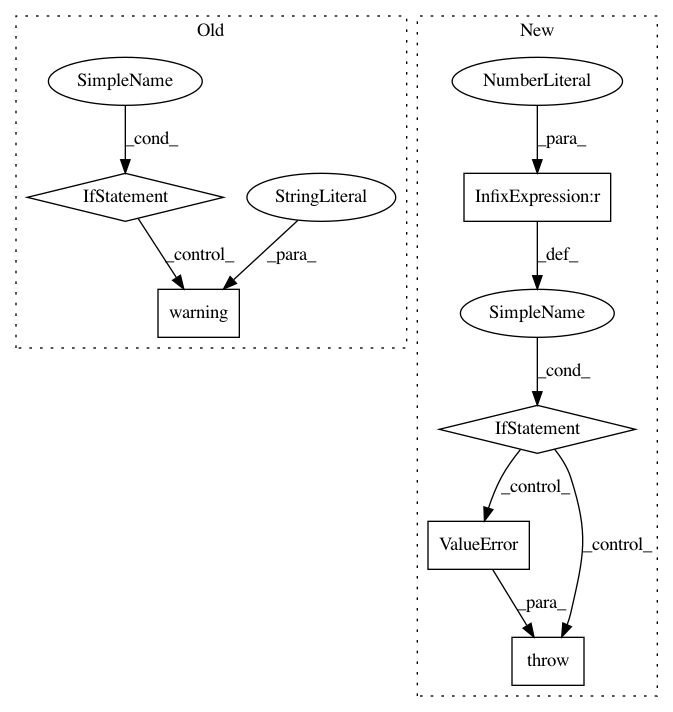 Old
SimpleName
_cond_
IfStatement
StringLiteral
_control_
_para_
warning
New
NumberLiteral
_para_
InfixExpression:r
_def_
SimpleName
_cond_
IfStatement
_control_
ValueError
_control_
_para_
throw